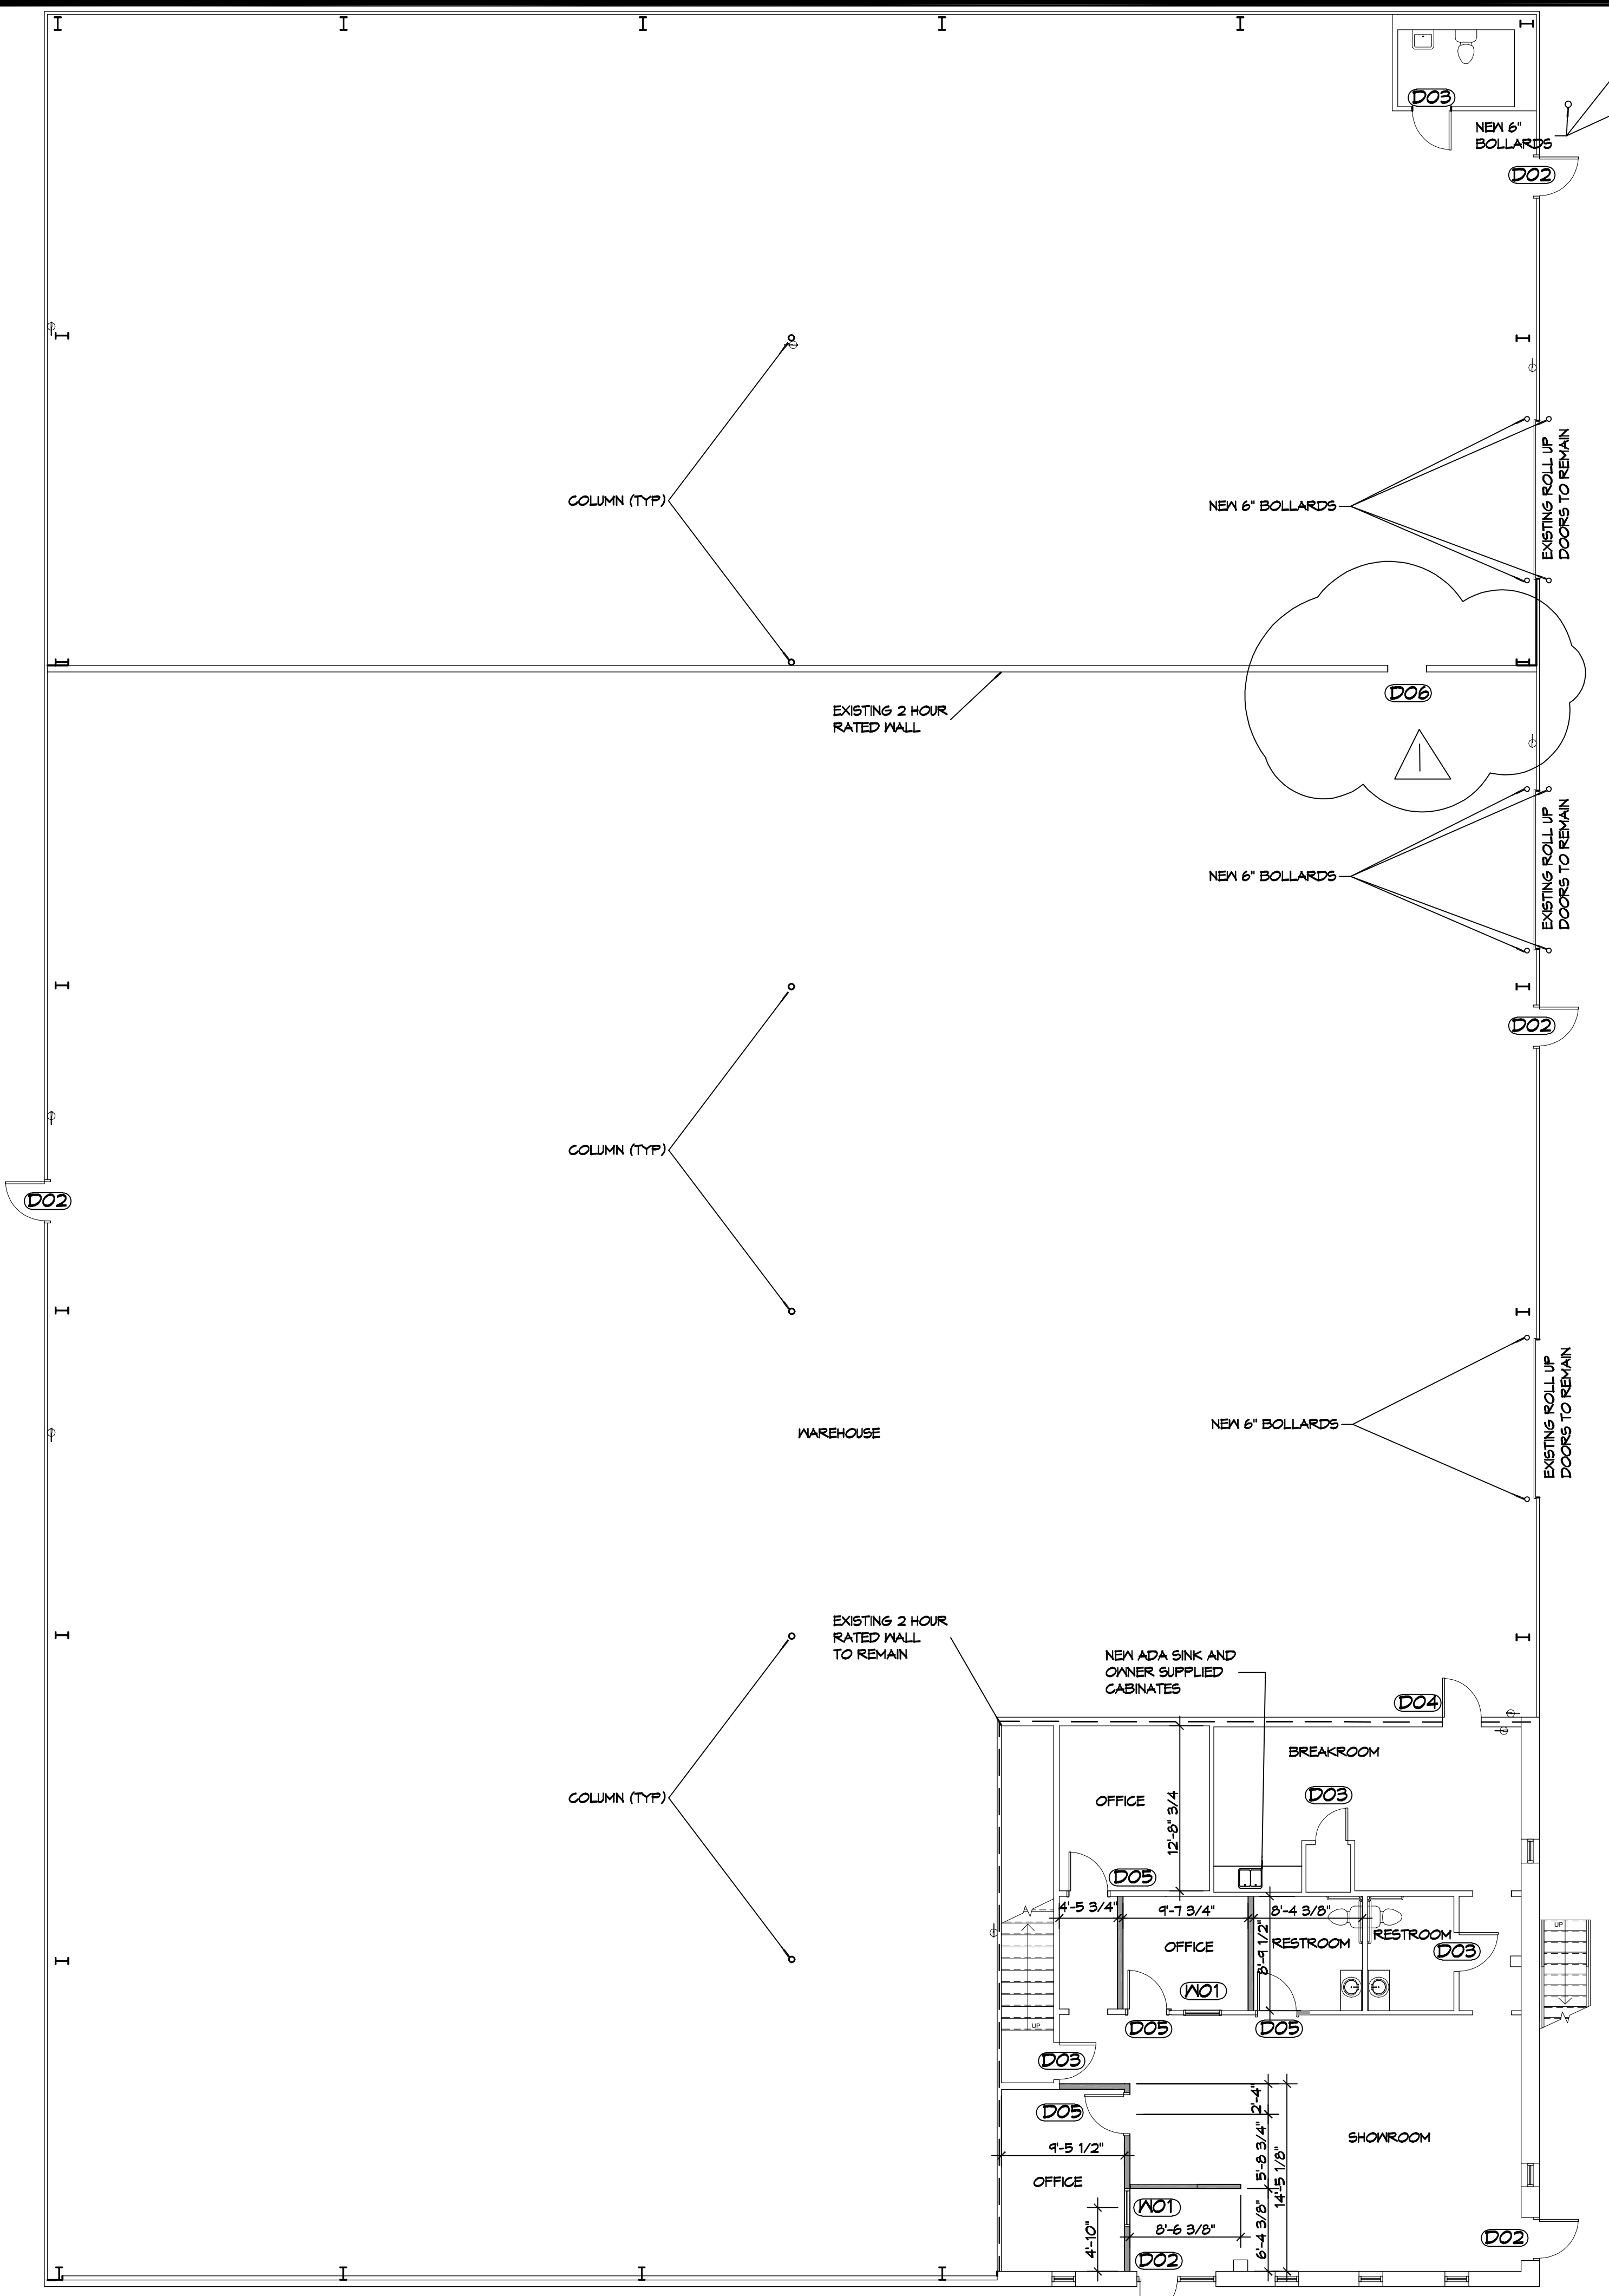 D03
NEW 6"
BOLLARDS
D02
COLUMN (TYP)
NEW 6" BOLLARDS
EXISTING ROLL UP
DOORS TO REMAIN
EXISTING 2 HOUR
RATED WALL
D06
1
NEW 6" BOLLARDS
EXISTING ROLL UP
DOORS TO REMAIN
D02
COLUMN (TYP)
D02
WAREHOUSE
NEW 6" BOLLARDS
EXISTING ROLL UP
DOORS TO REMAIN
EXISTING 2 HOUR
RATED WALL
TO REMAIN
NEW ADA SINK AND
OWNER SUPPLIED
CABINATES
D04
BREAKROOM
COLUMN (TYP)
OFFICE
12'-8" 3/4
D03
D05
4'-5 3/4"
9'-7 3/4"
8'-4 3/8"
8'-9 1/2"
OFFICE
RESTROOM
RESTROOM
D03
UP
W01
UP
D05
D05
D03
D05
2'-4"
9'-5 1/2"
5'-8 3/4"
14'-5 1/8"
SHOWROOM
OFFICE
W01
8'-6 3/8"
4'-10"
6'-4 3/8"
D02
D02